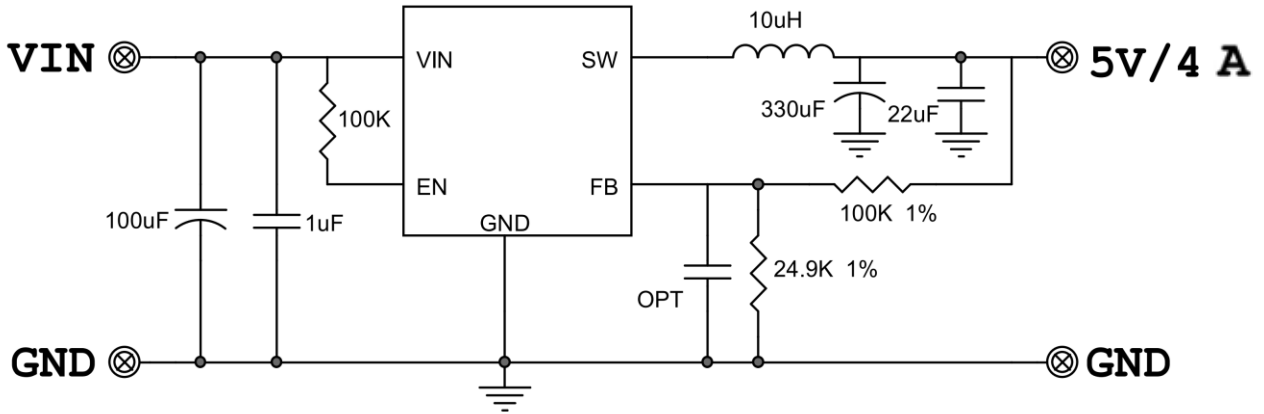 10uH
VIN
VIN
SW
5V/4 A
100K
330uF
22uF
EN
FB
100uF
1uF
GND
100K 1%
24.9K 1%
OPT
GND
GND